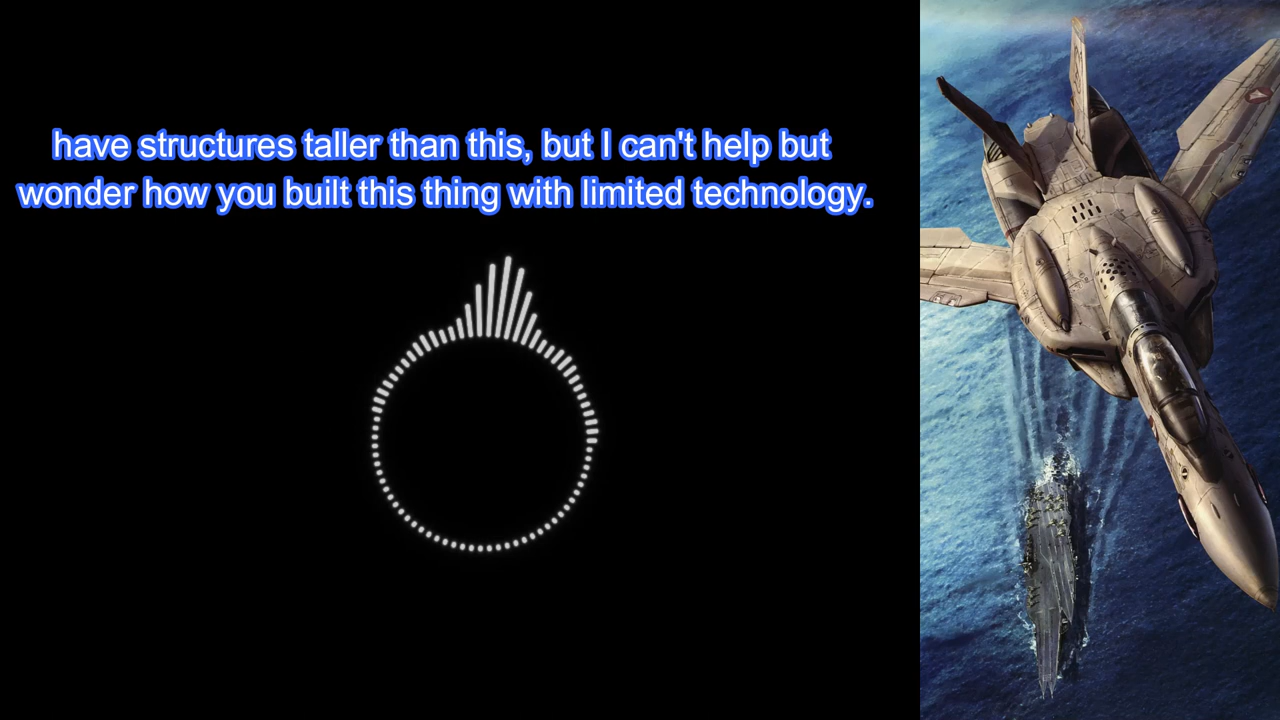 have structures taller than this, but I can't help but
wonder how you built this thing with limited technology.